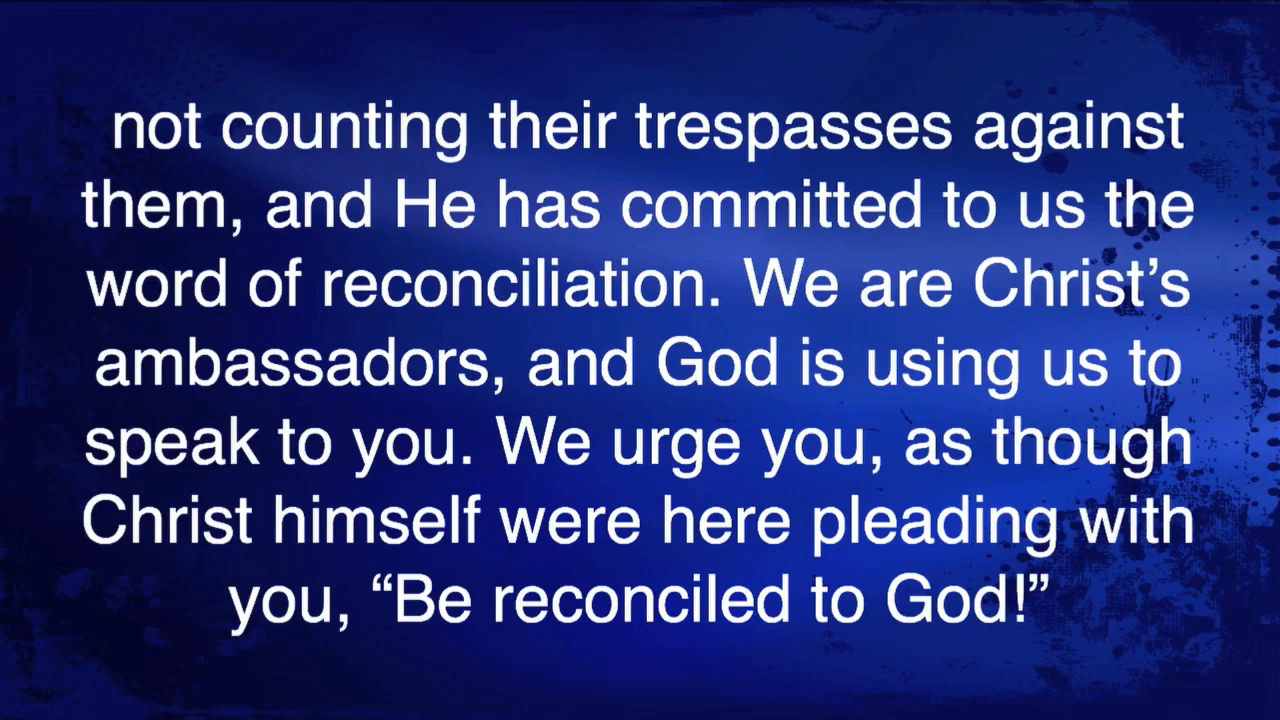 not counting their trespasses against
them, and He has committed to us the
word of reconciliation. We are Christ’s
ambassadors, and God is using us to
speak to you. We urge you, as though
Christ himself were here pleading with
you, “Be reconciled to God!”